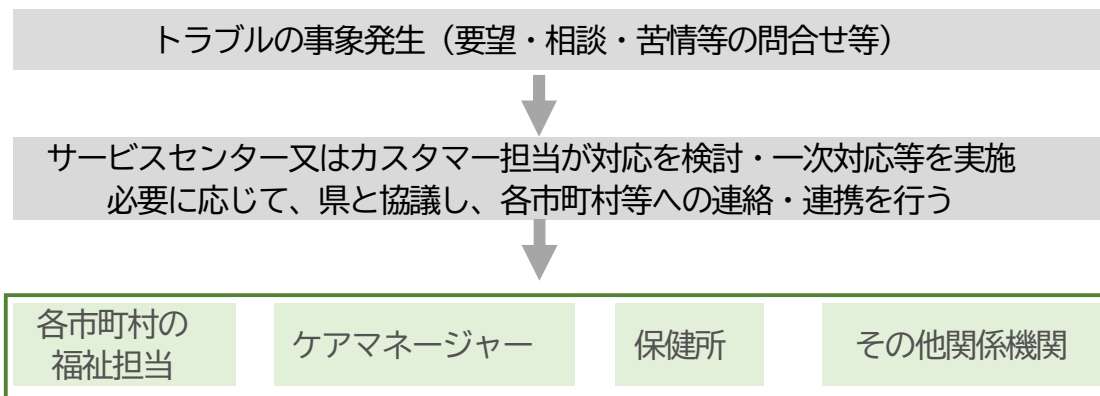 トラブルの事象発生（要望・相談・苦情等の問合せ等）
サービスセンター又はカスタマー担当が対応を検討・一次対応等を実施
必要に応じて、県と協議し、各市町村等への連絡・連携を行う
各市町村の
福祉担当
ケアマネージャー
保健所
その他関係機関